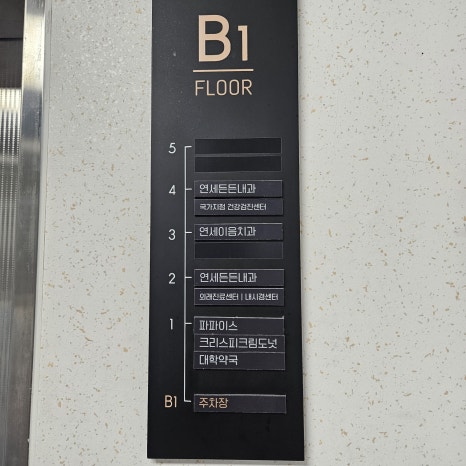 B1
FLOOR
5
4 연세든든내과
국가지정 건강검진센터
3 연세이음치과
2 연세든든내과
외래진료센터 | 내시경센터
1 파파이스
크리스피크림도넛
대학약국
B1 주차장